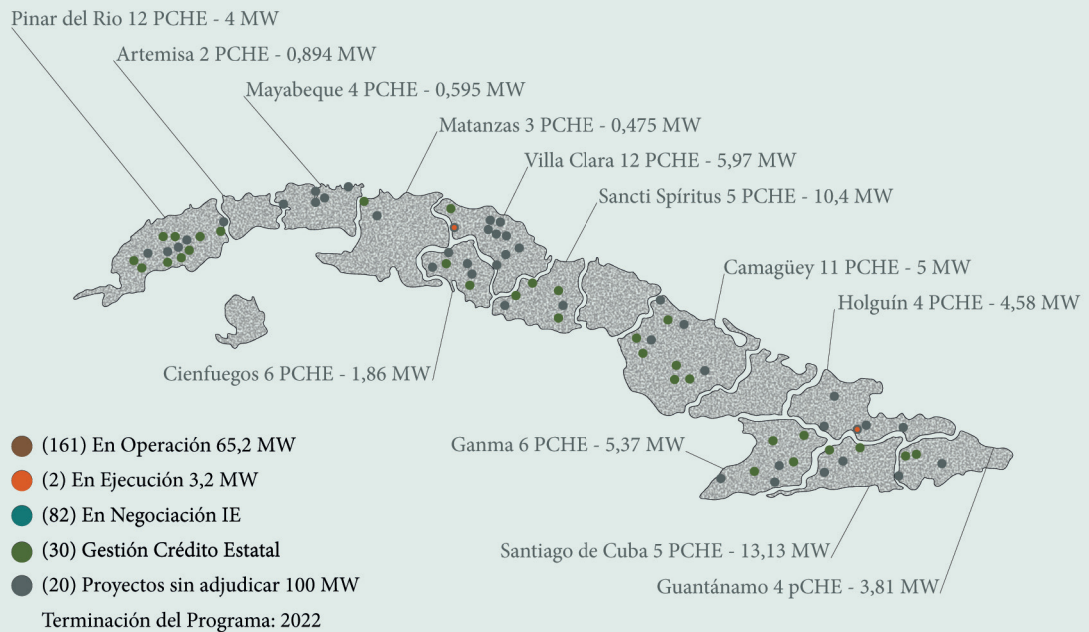 Pinar del Rio 12 PCHE - 4 MW
Artemisa 2 PCHE - 0,894 MW
Mayabeque 4 PCHE - 0,595 MW
Matanzas 3 PCHE - 0,475 MW
Villa Clara 12 PCHE - 5,97 MW
Sancti Spíritus 5 PCHE - 10,4 MW
Camagüey 11 PCHE - 5 MW
Holguín 4 PCHE - 4,58 MW
Cienfuegos 6 PCHE - 1,86 MW
Ganma 6 PCHE - 5,37 MW
Santiago de Cuba 5 PCHE - 13,13 MW
Guantánamo 4 pCHE - 3,81 MW
(161) En Operación 65,2 MW
(2) En Ejecución 3,2 MW
(82) En Negociación IE
(30) Gestión Crédito Estatal
(20) Proyectos sin adjudicar 100 MW
Terminación del Programa: 2022